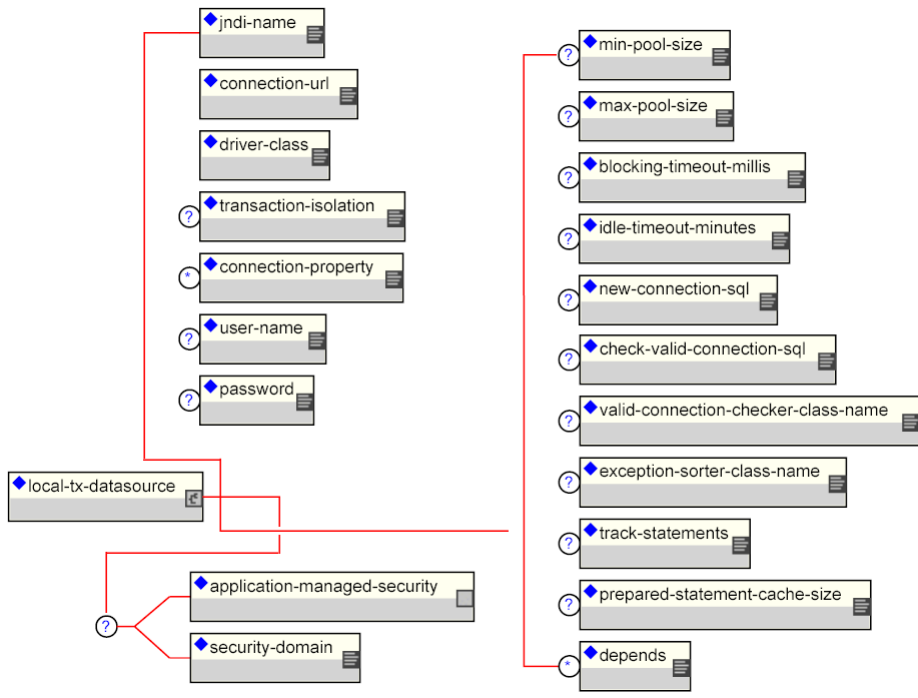 jndi-name
connection-url
driver-class
? transaction-isolation
* connection-property
? user-name
? password
local-tx-datasource
?
application-managed-security
security-domain
? min-pool-size
? max-pool-size
? blocking-timeout-millis
? idle-timeout-minutes
? new-connection-sql
? check-valid-connection-sql
? valid-connection-checker-class-name
? exception-sorter-class-name
? track-statements
? prepared-statement-cache-size
* depends